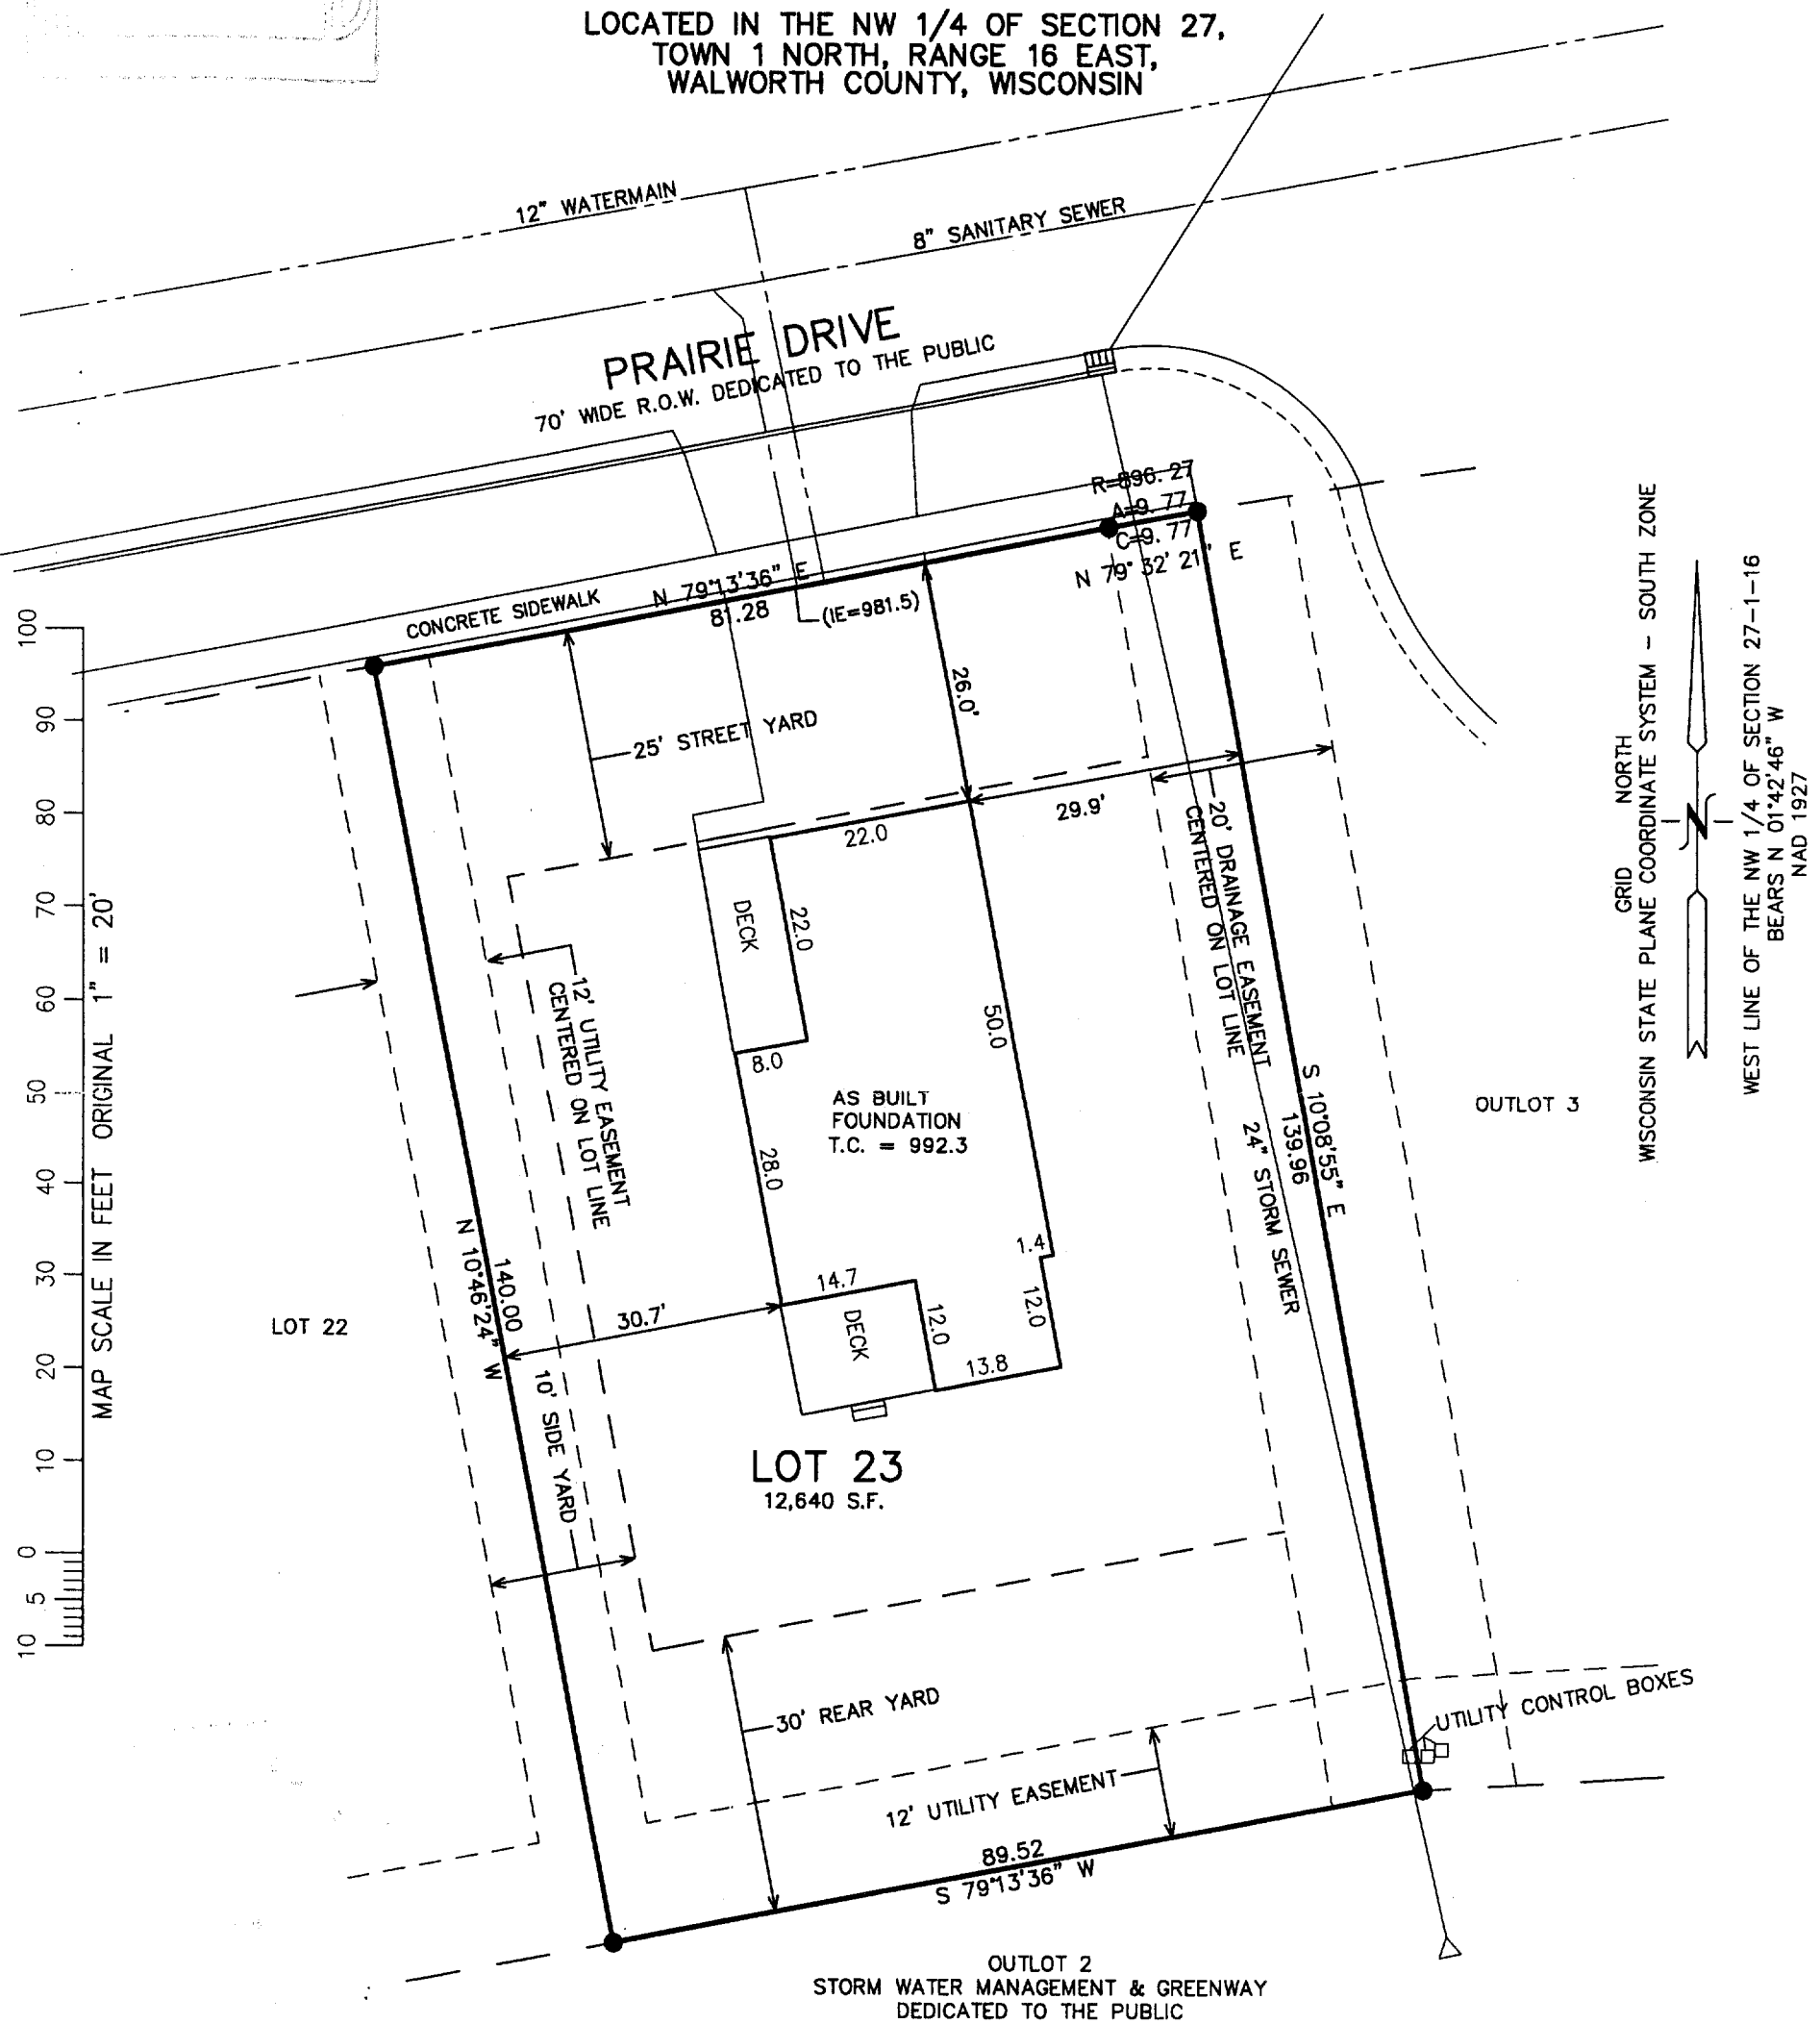 LOCATED IN THE NW 1/4 OF SECTION 27,
TOWN 1 NORTH, RANGE 16 EAST,
WALWORTH COUNTY, WISCONSIN
12" WATERMAIN
8" SANITARY SEWER
PRAIRIE DRIVE
70' WIDE R.O.W. DEDICATED TO THE PUBLIC
R=896.27
A=9.77
C=9.77
N 79°32'21" E
CONCRETE SIDEWALK
N 79°13'36" E
81.28
(IE=981.5)
25' STREET YARD
26.0'
29.9'
22.0
DECK
22.0
8.0
20' DRAINAGE EASEMENT
CENTERED ON LOT LINE
12' UTILITY EASEMENT
CENTERED ON LOT LINE
50.0
AS BUILT
FOUNDATION
T.C. = 992.3
28.0
S 10°08'55" E
139.96
24" STORM SEWER
OUTLOT 3
1.4
12.0
14.7
DECK
12.0
13.8
30.7'
N 10°46'24" W
140.00
LOT 22
10' SIDE YARD
LOT 23
12,640 S.F.
30' REAR YARD
12' UTILITY EASEMENT
UTILITY CONTROL BOXES
89.52
S 79°13'36" W
OUTLOT 2
STORM WATER MANAGEMENT & GREENWAY
DEDICATED TO THE PUBLIC
MAP SCALE IN FEET ORIGINAL 1" = 20'
10 5 0 10 20 30 40 50 60 70 80 90 100
GRID NORTH
WISCONSIN STATE PLANE COORDINATE SYSTEM - SOUTH ZONE
N
WEST LINE OF THE NW 1/4 OF SECTION 27-1-16
BEARS N 01°42'46" W
NAD 1927